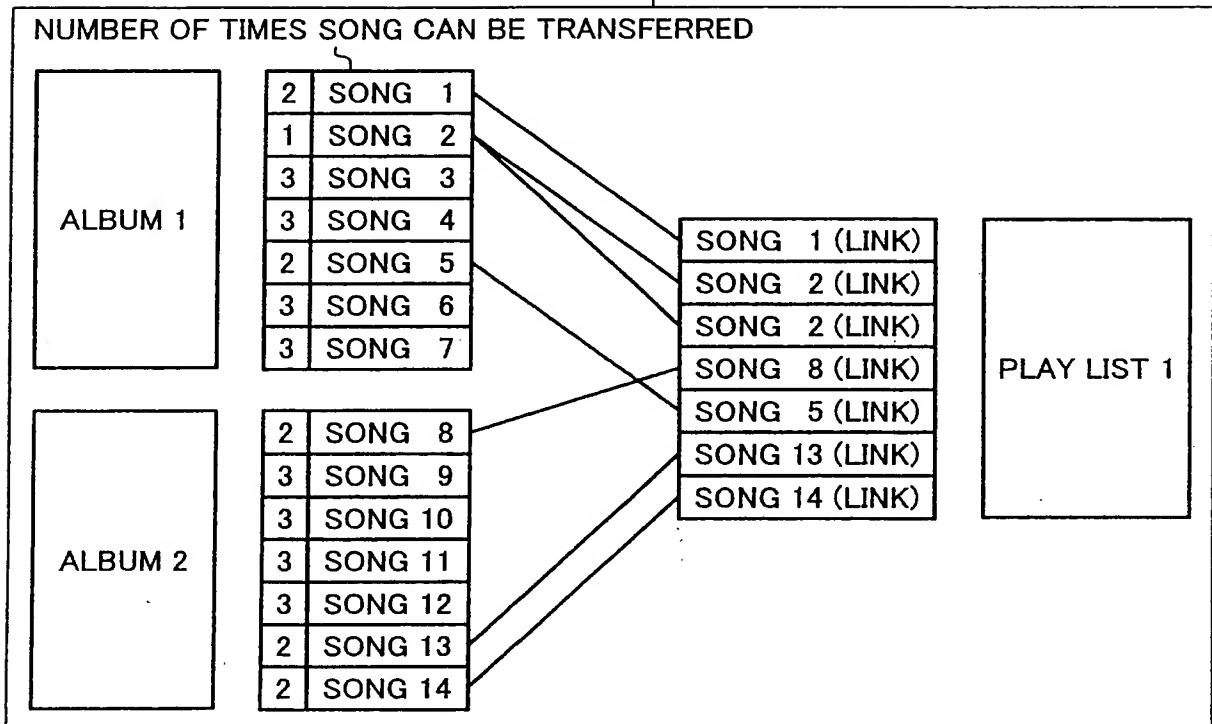 NUMBER OF TIMES SONG CAN BE TRANSFERRED
ALBUM 1
2 SONG 1
1 SONG 2
3 SONG 3
3 SONG 4
2 SONG 5
3 SONG 6
3 SONG 7
ALBUM 2
2 SONG 8
3 SONG 9
3 SONG 10
3 SONG 11
3 SONG 12
2 SONG 13
2 SONG 14
SONG 1 (LINK)
SONG 2 (LINK)
SONG 2 (LINK)
SONG 8 (LINK)
SONG 5 (LINK)
SONG 13 (LINK)
SONG 14 (LINK)
PLAY LIST 1